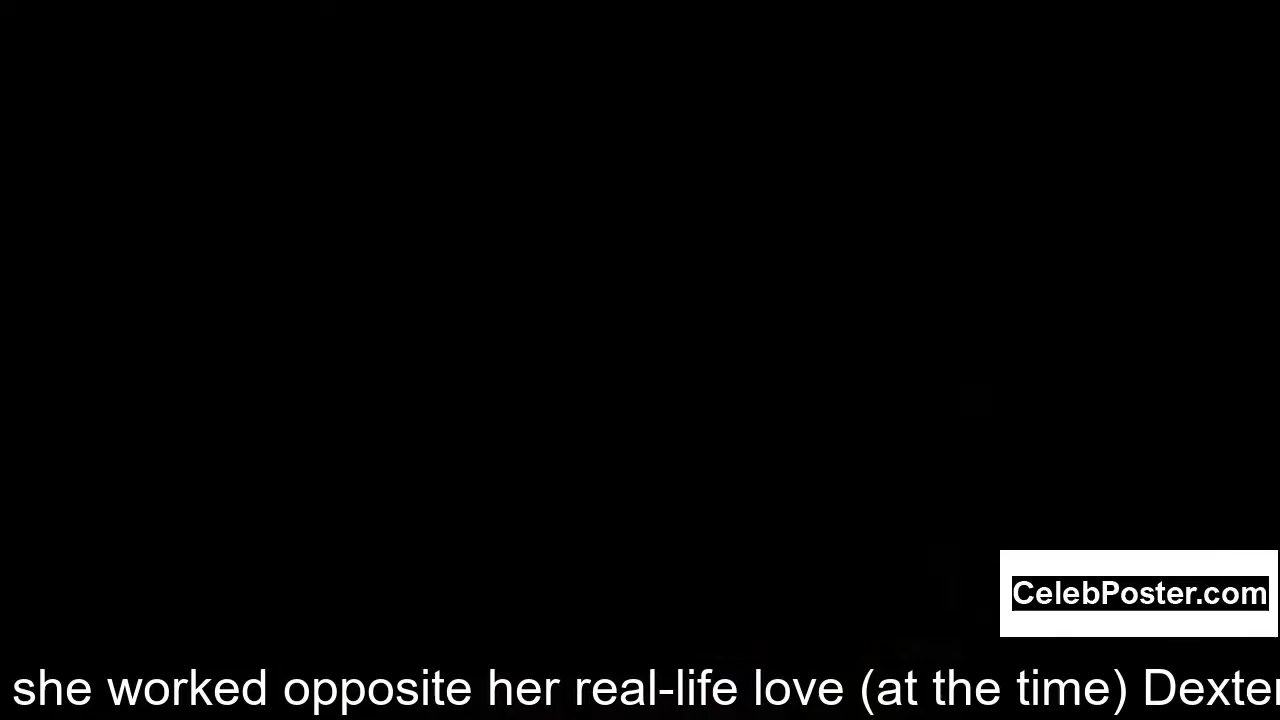 CelebPoster.com
she worked opposite her real-life love (at the time) Dexter